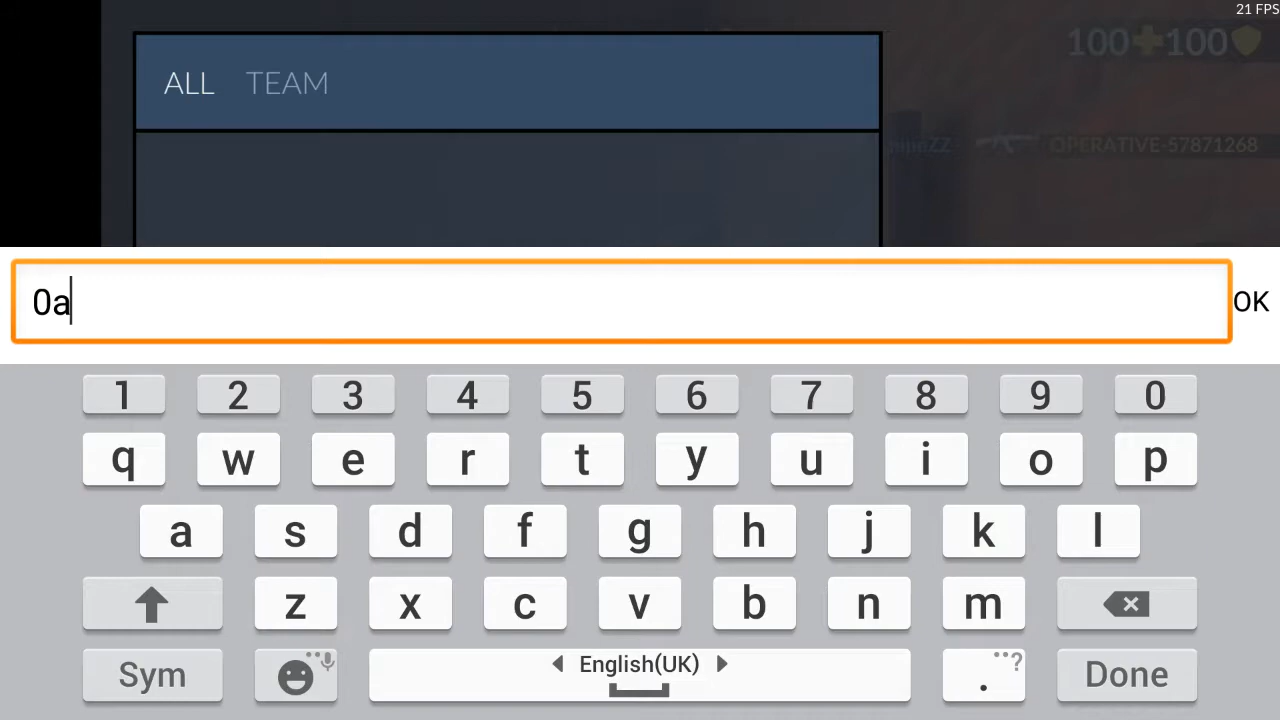 21 FPS
100 100
ALL TEAM
OPERATIVE-57871268
0a
OK
1 2 3 4 5 6 7 8 9 0
q w e r t y u i o p
a s d f g h j k l
z x c v b n m
Sym English(UK) . ? Done